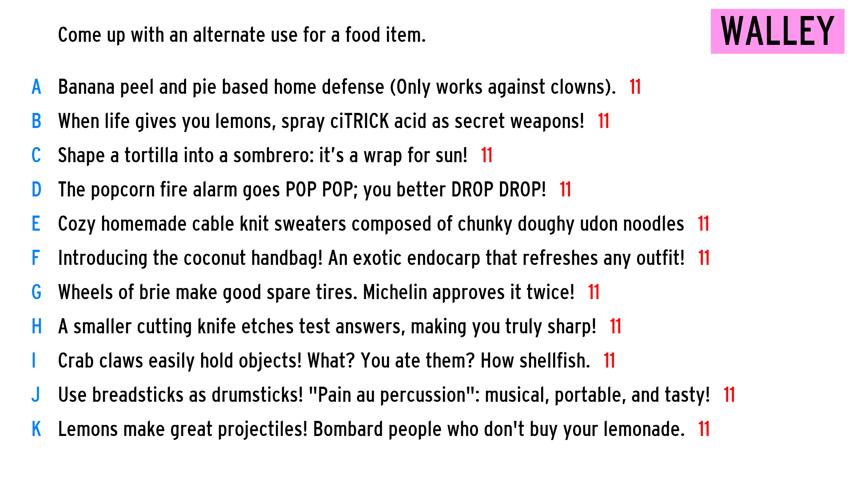 Come up with an alternate use for a food item.
WALLEY
A Banana peel and pie based home defense (Only works against clowns). 11
B When life gives you lemons, spray ciTRICK acid as secret weapons! 11
C Shape a tortilla into a sombrero: it’s a wrap for sun! 11
D The popcorn fire alarm goes POP POP; you better DROP DROP! 11
E Cozy homemade cable knit sweaters composed of chunky doughy udon noodles 11
F Introducing the coconut handbag! An exotic endocarp that refreshes any outfit! 11
G Wheels of brie make good spare tires. Michelin approves it twice! 11
H A smaller cutting knife etches test answers, making you truly sharp! 11
I Crab claws easily hold objects! What? You ate them? How shellfish. 11
J Use breadsticks as drumsticks! "Pain au percussion": musical, portable, and tasty! 11
K Lemons make great projectiles! Bombard people who don't buy your lemonade. 11